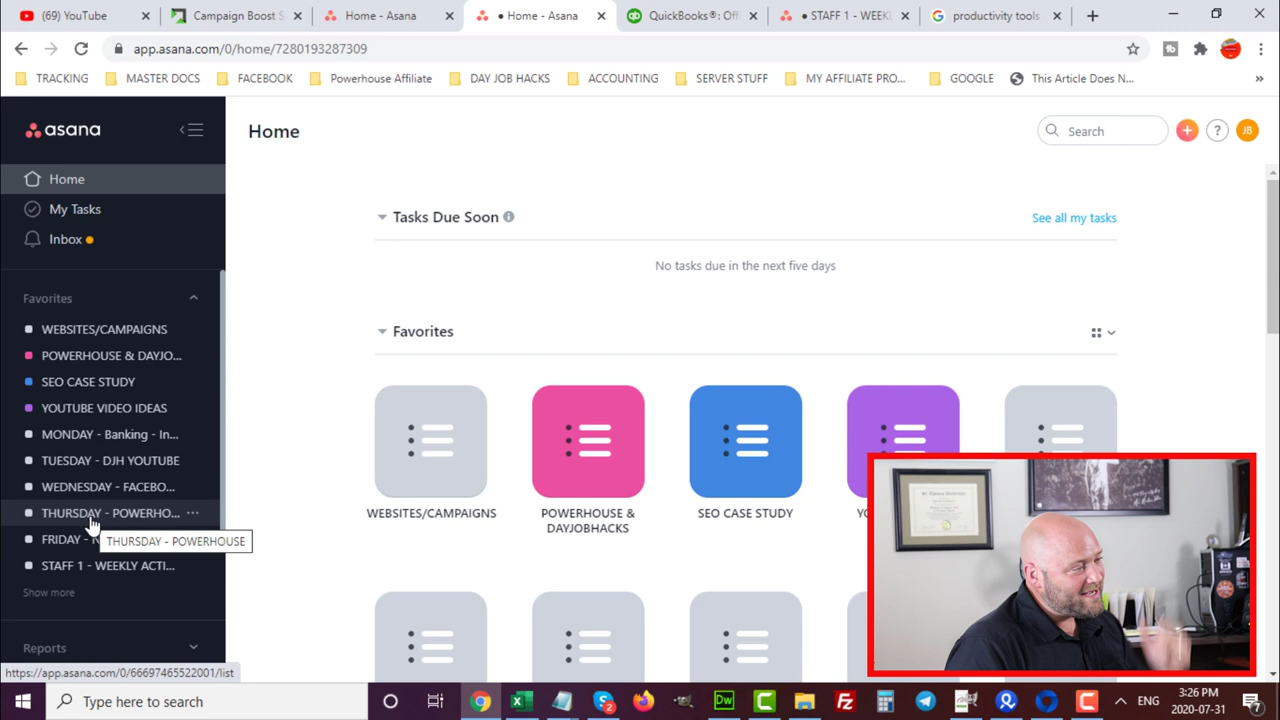 (69) YouTube
Campaign Boost S
Home - Asana
• Home - Asana
QuickBooks®: Off
• STAFF 1 - WEEKL
productivity tools
app.asana.com/0/home/7280193287309
TRACKING
MASTER DOCS
FACEBOOK
Powerhouse Affiliate
DAY JOB HACKS
ACCOUNTING
SERVER STUFF
MY AFFILIATE PRO...
GOOGLE
This Article Does N...
asana
Home
Search
?
JB
Home
My Tasks
Inbox
Tasks Due Soon
See all my tasks
No tasks due in the next five days
Favorites
WEBSITES/CAMPAIGNS
POWERHOUSE & DAYJO...
SEO CASE STUDY
YOUTUBE VIDEO IDEAS
MONDAY - Banking - In...
TUESDAY - DJH YOUTUBE
WEDNESDAY - FACEBO...
THURSDAY - POWERHO...
FRIDAY -
THURSDAY - POWERHOUSE
STAFF 1 - WEEKLY ACTI...
Show more
Reports
Favorites
WEBSITES/CAMPAIGNS
POWERHOUSE &
DAYJOBHACKS
SEO CASE STUDY
https://app.asana.com/0/66697465522001/list
Type here to search
ENG
3:26 PM
2020-07-31